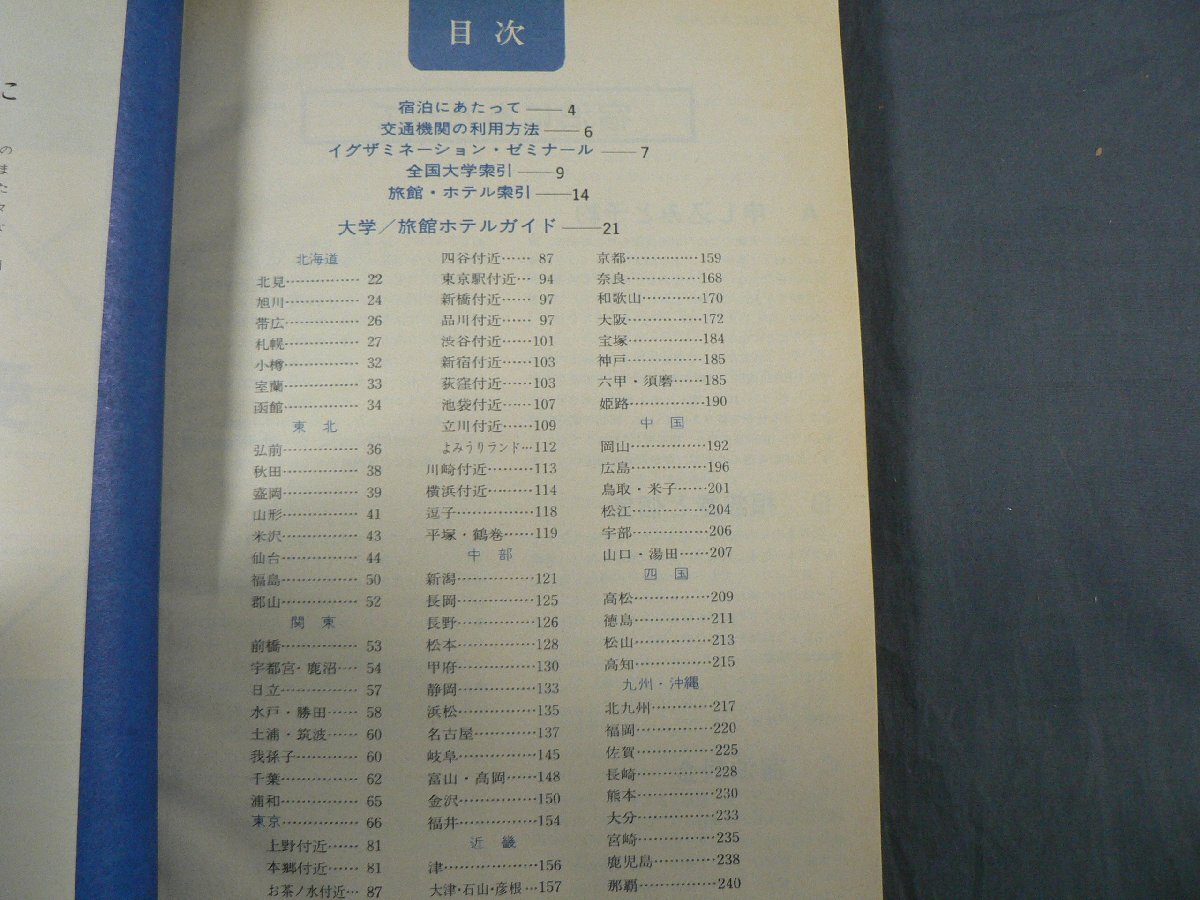 目次
宿泊にあたって——4
交通機関の利用方法——6
イグザミネーション・ゼミナール——7
全国大学索引——9
旅館・ホテル索引——14
大学／旅館ホテルガイド——21
北海道
北見……………22
旭川……………24
帯広……………26
札幌……………27
小樽……………32
室蘭……………33
函館……………34
東北
弘前……………36
秋田……………38
盛岡……………39
山形……………41
米沢……………43
仙台……………44
福島……………50
郡山……………52
関東
前橋……………53
宇都宮・鹿沼……54
日立……………57
水戸・勝田……58
土浦・筑波……60
我孫子…………60
千葉……………62
浦和……………65
東京……………66
上野付近……81
本郷付近……81
お茶ノ水付近…87
四谷付近……87
東京駅付近…94
新橋付近……97
品川付近……97
渋谷付近……101
新宿付近……103
荻窪付近……103
池袋付近……107
立川付近……109
よみうりランド…112
川崎付近………113
横浜付近………114
逗子……………118
平塚・鶴巻……119
中部
新潟……………121
長岡……………125
長野……………126
松本……………128
甲府……………130
静岡……………133
浜松……………135
名古屋…………137
岐阜……………145
富山・高岡……148
金沢……………150
福井……………154
近畿
津………………156
大津・石山・彦根…157
京都……………159
奈良……………168
和歌山…………170
大阪……………172
宝塚……………184
神戸……………185
六甲・須磨……185
姫路……………190
中国
岡山……………192
広島……………196
鳥取・米子……201
松江……………204
宇部……………206
山口・湯田……207
四国
高松……………209
徳島……………211
松山……………213
高知……………215
九州・沖縄
北九州…………217
福岡……………220
佐賀……………225
長崎……………228
熊本……………230
大分……………233
宮崎……………235
鹿児島…………238
那覇……………240